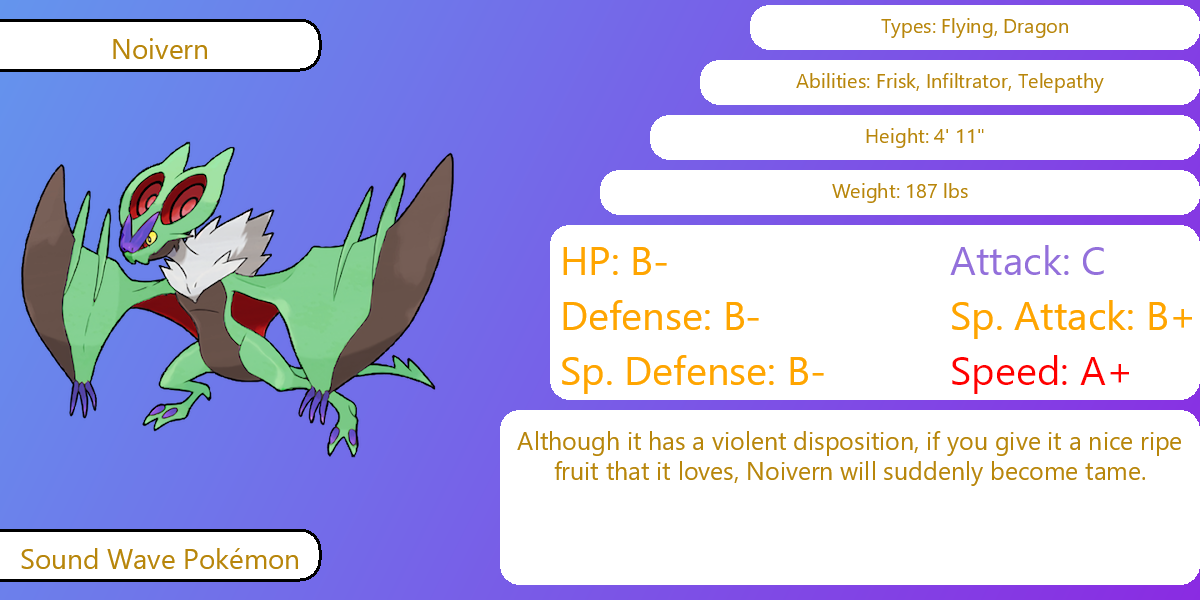 Noivern
Types: Flying, Dragon
Abilities: Frisk, Infiltrator, Telepathy
Height: 4' 11"
Weight: 187 lbs
HP: B-
Attack: C
Defense: B-
Sp. Attack: B+
Sp. Defense: B-
Speed: A+
Although it has a violent disposition, if you give it a nice ripe
fruit that it loves, Noivern will suddenly become tame.
Sound Wave Pokémon